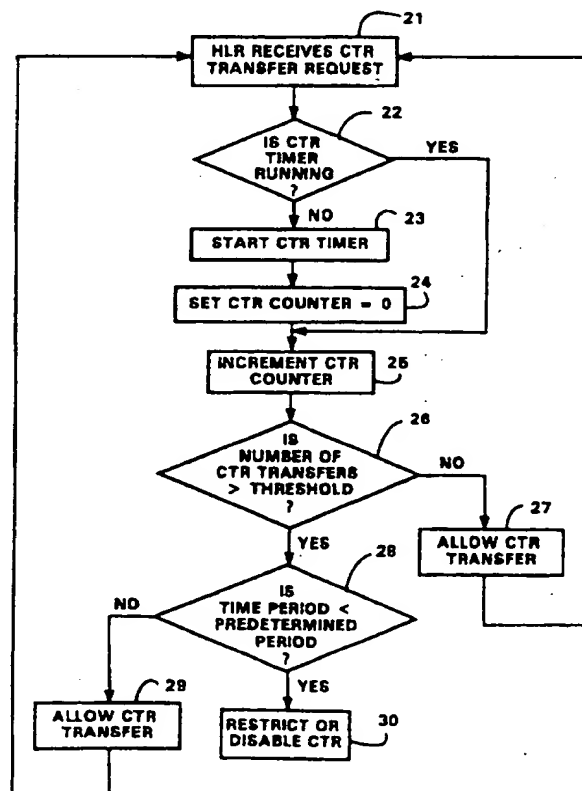 21
HLR RECEIVES CTR
TRANSFER REQUEST
22
IS CTR
TIMER
RUNNING
?
YES
NO
23
START CTR TIMER
24
SET CTR COUNTER = 0
INCREMENT CTR
COUNTER
25
26
IS
NUMBER OF
CTR TRANSFERS
> THRESHOLD
?
NO
27
ALLOW CTR
TRANSFER
YES
28
IS
TIME PERIOD <
PREDETERMINED
PERIOD
?
NO
29
ALLOW CTR
TRANSFER
YES
RESTRICT OR
DISABLE CTR
30